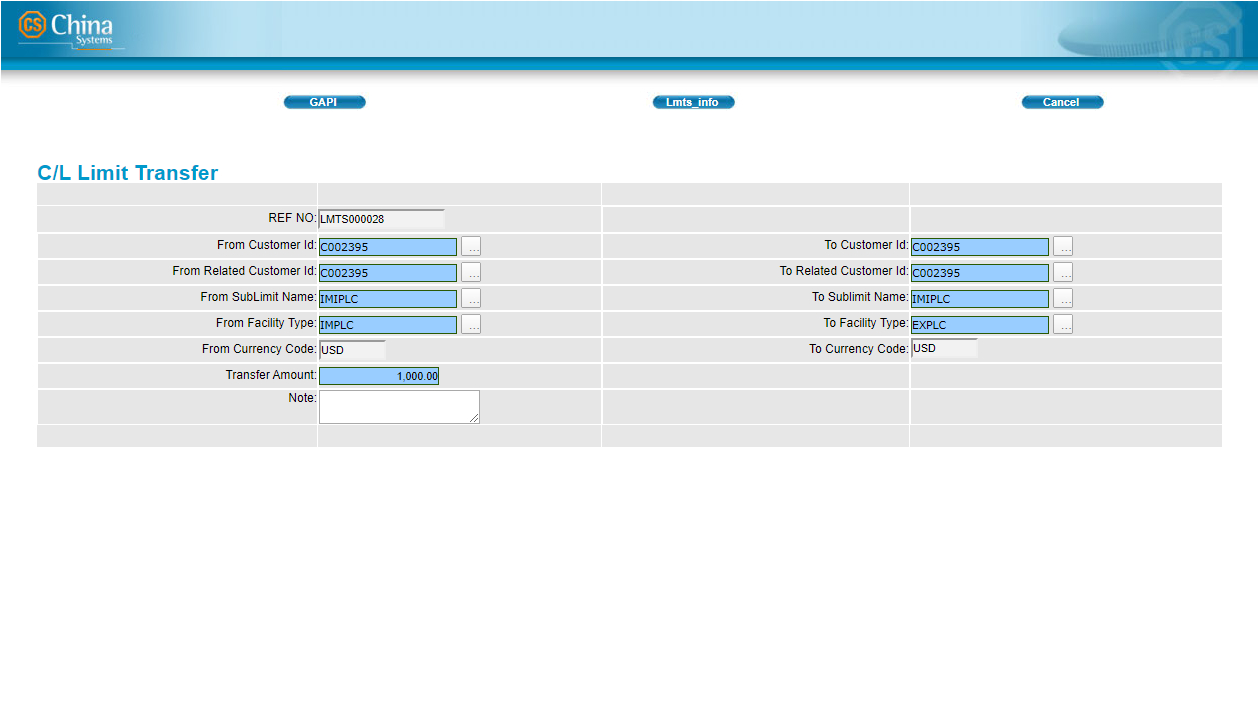 CS China
Systems
CSI
GAPI Lmts_info Cancel
C/L Limit Transfer
REF NO: LMTS000028
From Customer Id: C002395 ... To Customer Id: C002395 ...
From Related Customer Id: C002395 ... To Related Customer Id: C002395 ...
From SubLimit Name: IMIPLC ... To Sublimit Name: IMIPLC ...
From Facility Type: IMPLC ... To Facility Type: EXPLC ...
From Currency Code: USD To Currency Code: USD
Transfer Amount: 1,000.00
Note: